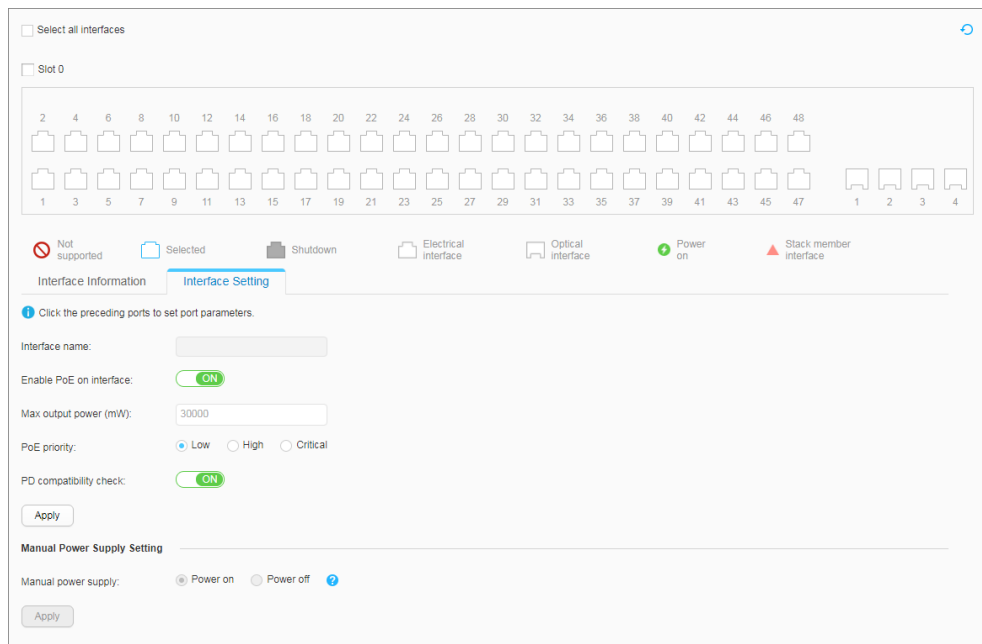 Select all interfaces
Slot 0
2 4 6 8 10 12 14 16 18 20 22 24 26 28 30 32 34 36 38 40 42 44 46 48
1 3 5 7 9 11 13 15 17 19 21 23 25 27 29 31 33 35 37 39 41 43 45 47 1 2 3 4
Not supported Selected Shutdown Electrical interface Optical interface Power on Stack member interface
Interface Information Interface Setting
Click the preceding ports to set port parameters.
Interface name:
Enable PoE on interface: ON
Max output power (mW): 30000
PoE priority: Low High Critical
PD compatibility check: ON
Apply
Manual Power Supply Setting
Manual power supply: Power on Power off ?
Apply